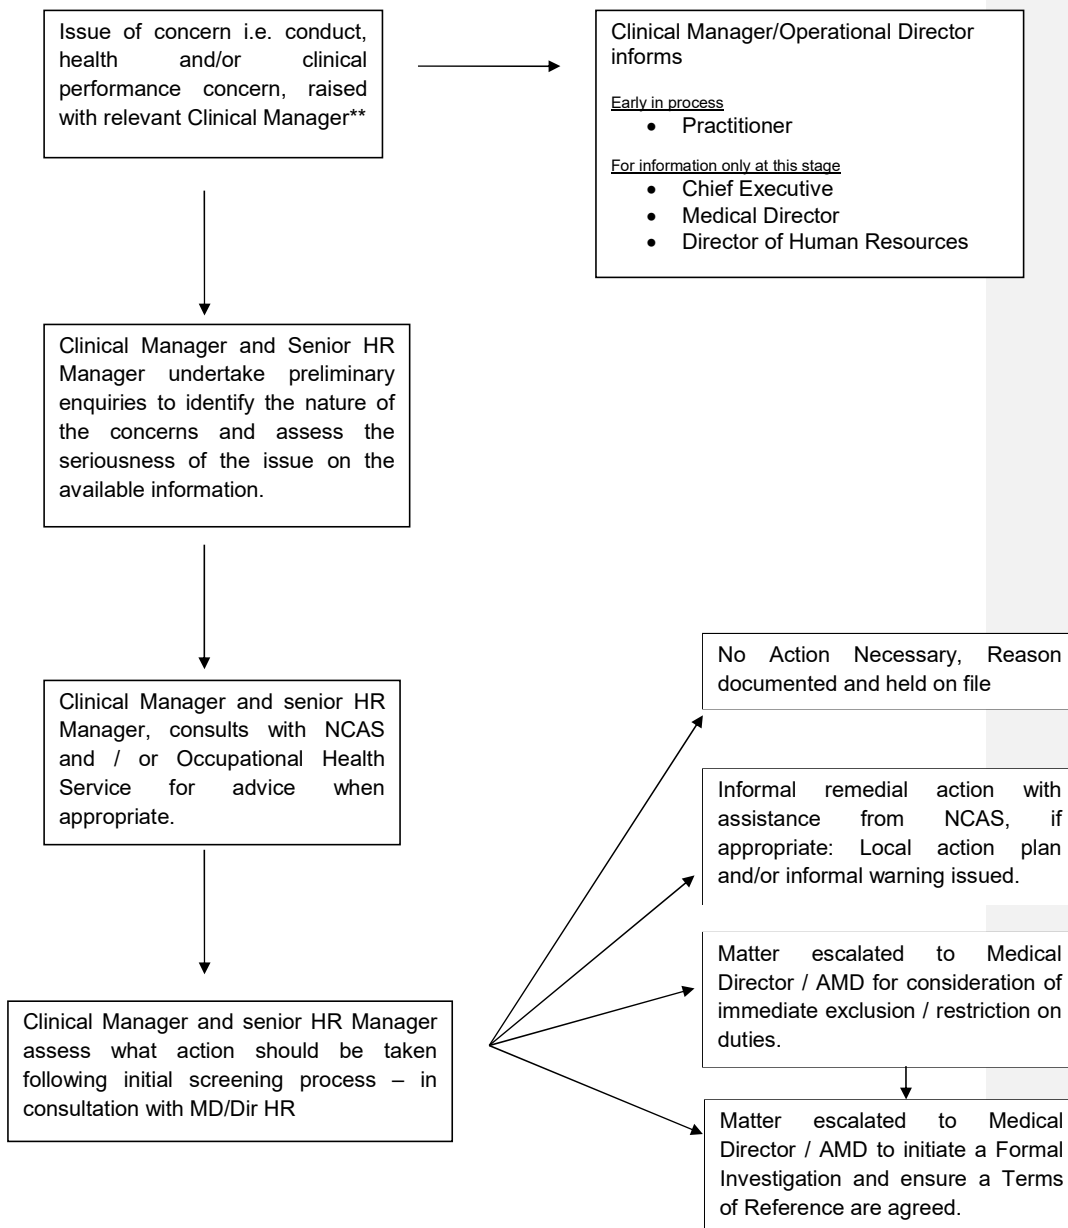 Issue of concern i.e. conduct,
health and/or clinical
performance concern, raised
with relevant Clinical Manager**
Clinical Manager/Operational Director
informs
Early in process
• Practitioner
For information only at this stage
• Chief Executive
• Medical Director
• Director of Human Resources
Clinical Manager and Senior HR
Manager undertake preliminary
enquiries to identify the nature of
the concerns and assess the
seriousness of the issue on the
available information.
Clinical Manager and senior HR
Manager, consults with NCAS
and / or Occupational Health
Service for advice when
appropriate.
Clinical Manager and senior HR Manager
assess what action should be taken
following initial screening process – in
consultation with MD/Dir HR
No Action Necessary, Reason
documented and held on file
Informal remedial action with
assistance from NCAS, if
appropriate: Local action plan
and/or informal warning issued.
Matter escalated to Medical
Director / AMD for consideration of
immediate exclusion / restriction on
duties.
Matter escalated to Medical
Director / AMD to initiate a Formal
Investigation and ensure a Terms
of Reference are agreed.